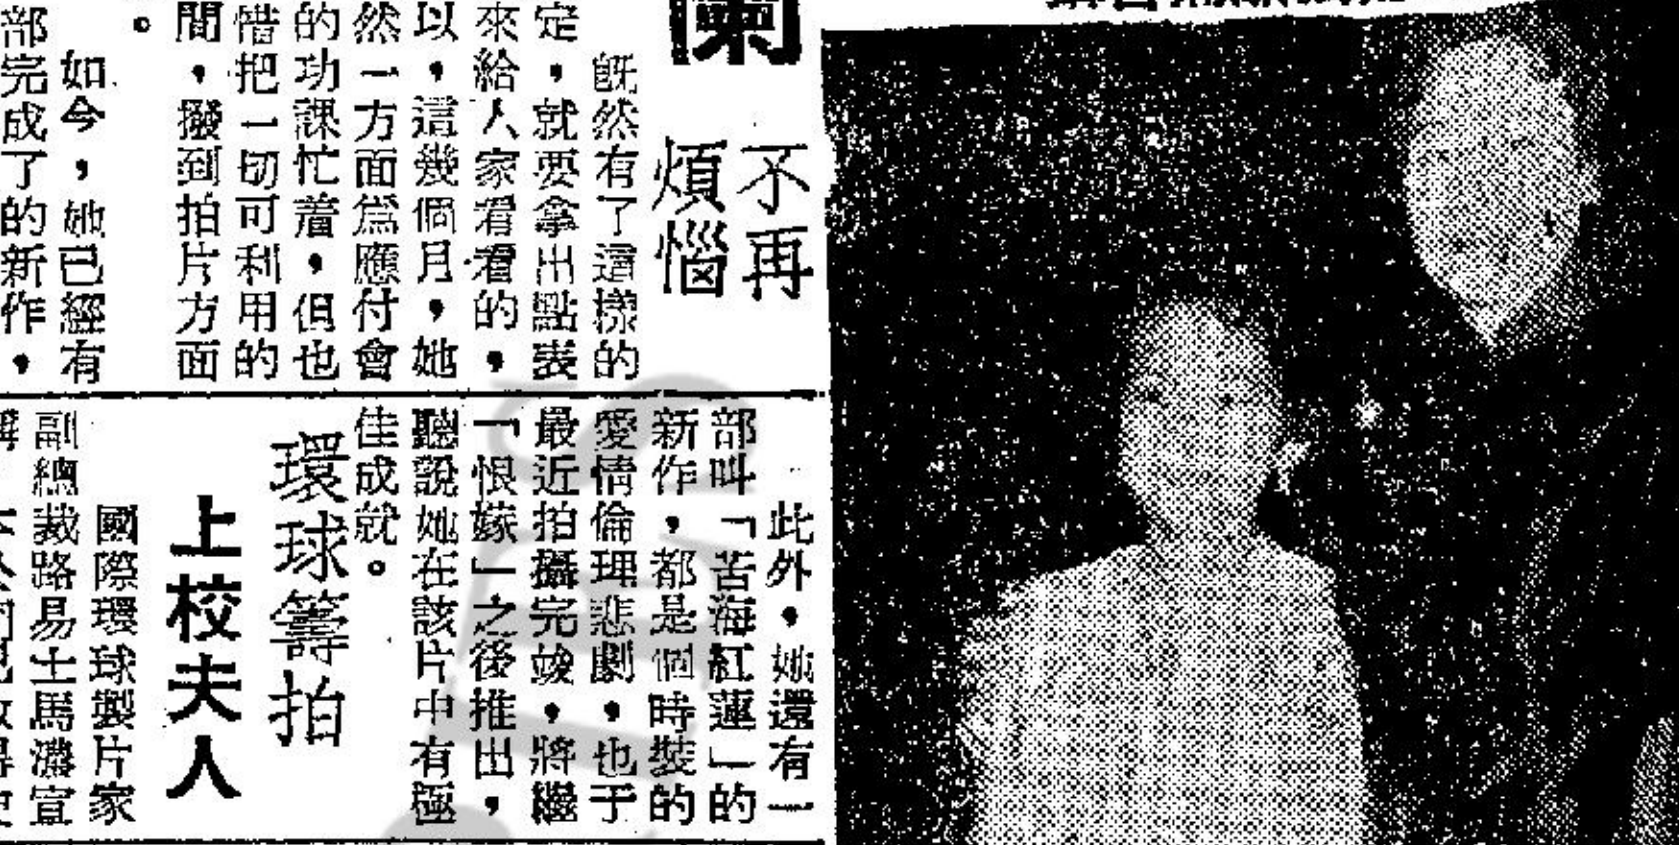 不再
煩惱
既然有了這樣的
定，就要拿出點表
來給人家看看的，
以，這幾個月，她
然一方面爲應付會
的功課忙着，但也
惜把一切可利用的
間，撥到拍片方面
。
如今，她已經有
部完成了的新作，
此外，她還有一
部叫「苦海紅蓮」的
新作，都是個時裝的
愛情倫理悲劇，也于
最近拍攝完竣，將繼
「恨嫁」之後推出，
聽說她在該片中有極
佳成就。
環球籌拍
上校夫人
國際環球製片家
副總裁路易士馬濃宣